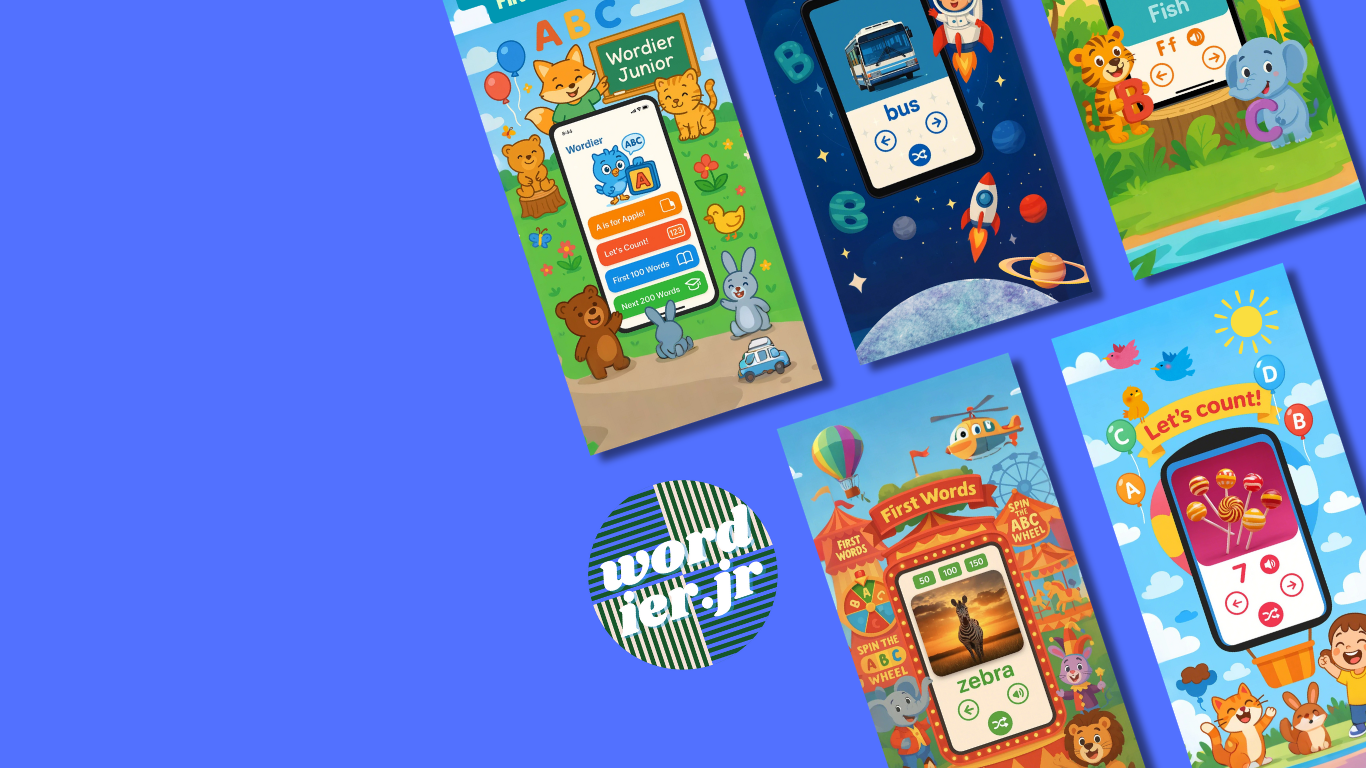 A B C
Wordier
Junior
9:34
Wordier
ABC
A
A is for Apple!
Let's Count!
123
First 100 Words
Next 200 Words
B
bus
B
Fish
Ff
B
C
word
ier.jr
First Words
FIRST
WORDS
SPIN
THE
ABC
WHEEL
50
100
150
B A C
C
SPIN THE
A B C
WHEEL
zebra
D
Let's count!
C
B
A
7